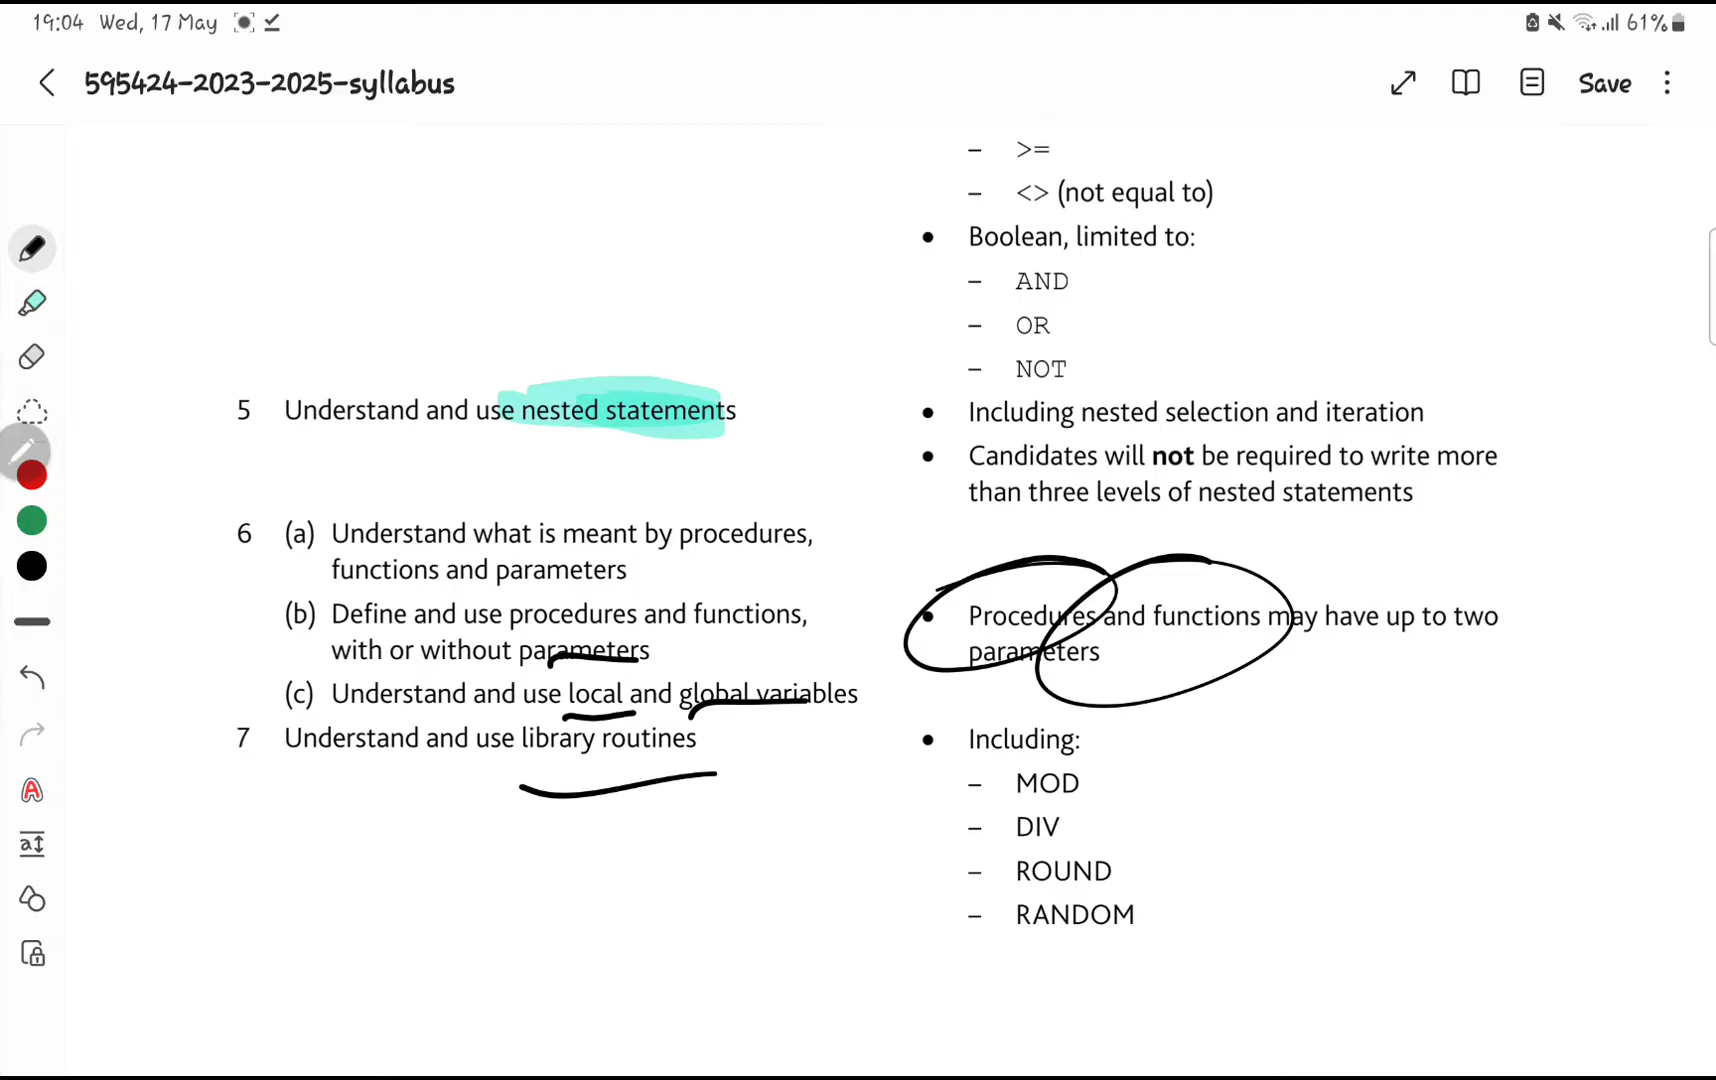 19:04 Wed, 17 May
61%
595424-2023-2025-syllabus
Save
– >=
– <> (not equal to)
• Boolean, limited to:
– AND
– OR
– NOT
5 Understand and use nested statements
• Including nested selection and iteration
• Candidates will not be required to write more
than three levels of nested statements
6 (a) Understand what is meant by procedures,
functions and parameters
(b) Define and use procedures and functions,
with or without parameters
• Procedures and functions may have up to two
parameters
(c) Understand and use local and global variables
7 Understand and use library routines
• Including:
– MOD
– DIV
– ROUND
– RANDOM
A
a